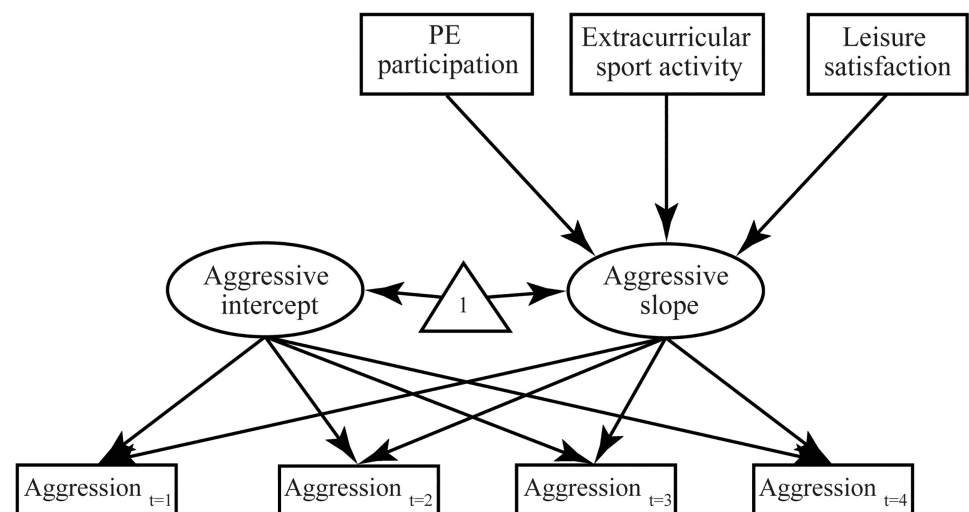 PE
participation
Extracurricular
sport activity
Leisure
satisfaction
Aggressive
intercept
1
Aggressive
slope
Aggression t=1
Aggression t=2
Aggression t=3
Aggression t=4